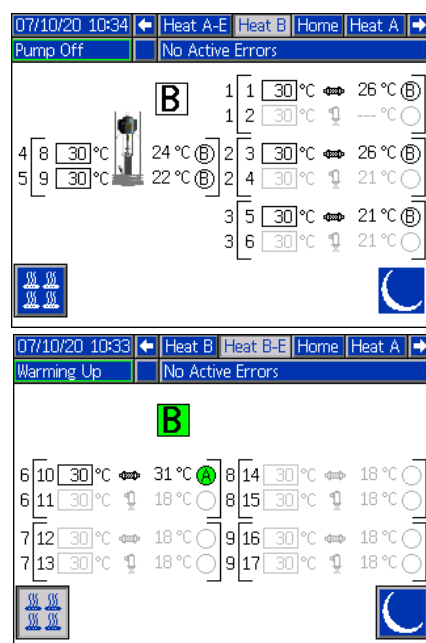 07/10/20 10:34 Heat A-E Heat B Home Heat A
Pump Off No Active Errors
B
1 1 30 °C 26 °C B
1 2 30 °C --- °C
4 8 30 °C 24 °C B
5 9 30 °C 22 °C B
2 3 30 °C 26 °C B
2 4 30 °C 21 °C
3 5 30 °C 21 °C B
3 6 30 °C 21 °C
07/10/20 10:33 Heat B Heat B-E Home Heat A
Warming Up No Active Errors
B
6 10 30 °C 31 °C A
6 11 30 °C 18 °C
7 12 30 °C 18 °C
7 13 30 °C 18 °C
8 14 30 °C 18 °C
8 15 30 °C 18 °C
9 16 30 °C 18 °C
9 17 30 °C 18 °C